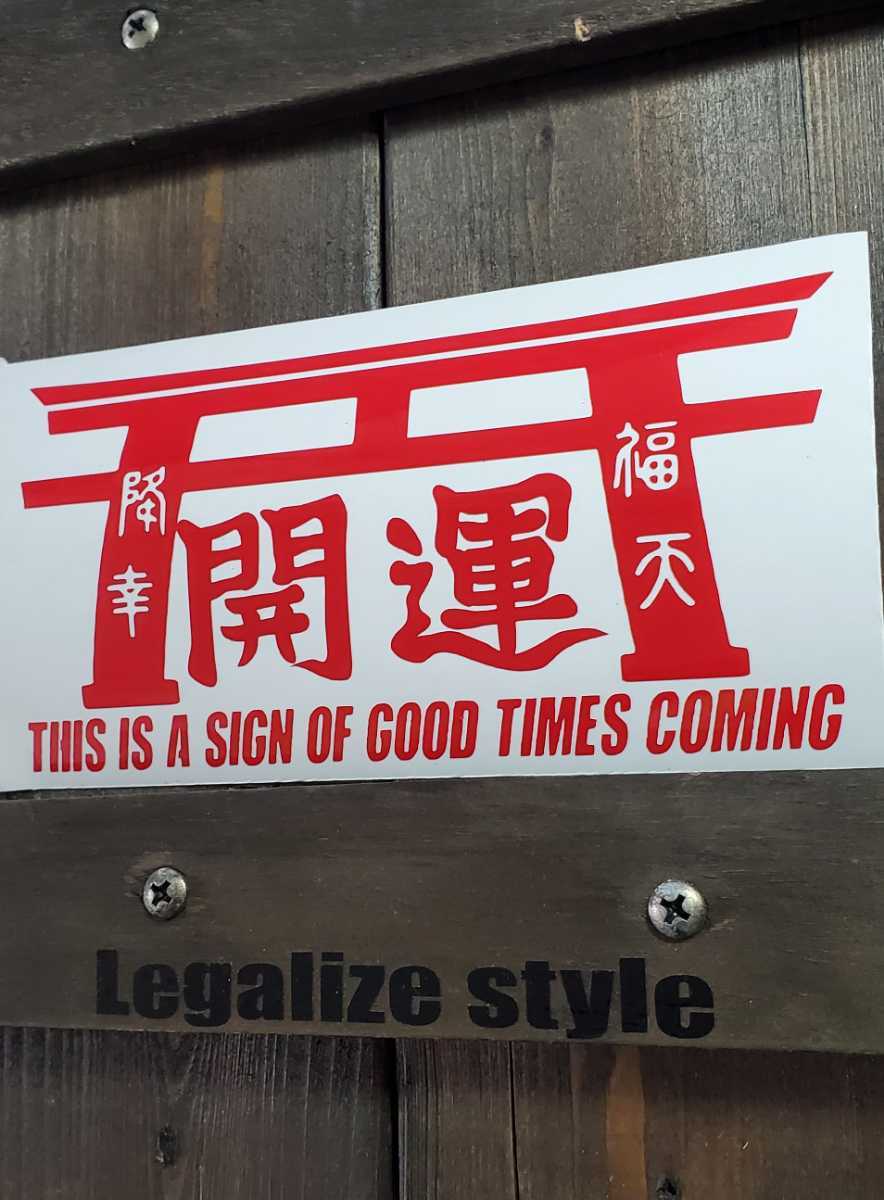 降幸
開運
福天
THIS IS A SIGN OF GOOD TIMES COMING
Legalize style